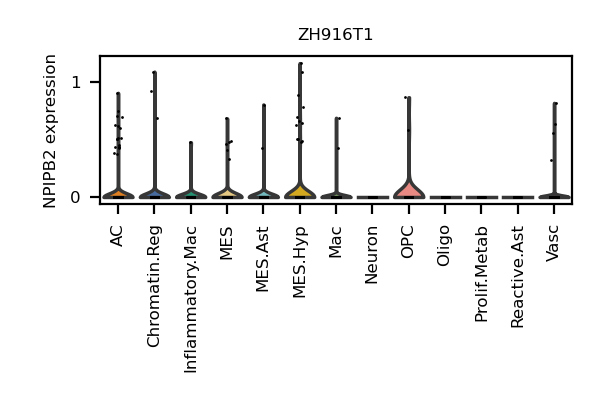 ZH916T1
NPIPB2 expression
1
0
AC
Chromatin.Reg
Inflammatory.Mac
MES
MES.Ast
MES.Hyp
Mac
Neuron
OPC
Oligo
Prolif.Metab
Reactive.Ast
Vasc